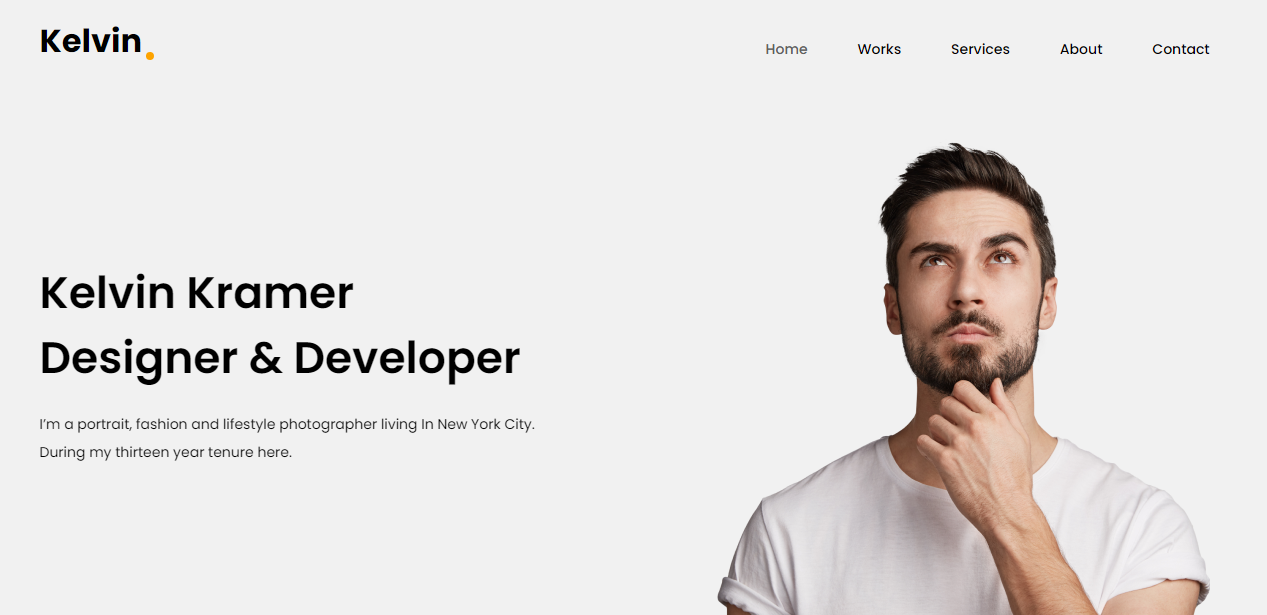 Kelvin.
Home Works Services About Contact
Kelvin Kramer
Designer & Developer
I'm a portrait, fashion and lifestyle photographer living In New York City.
During my thirteen year tenure here.